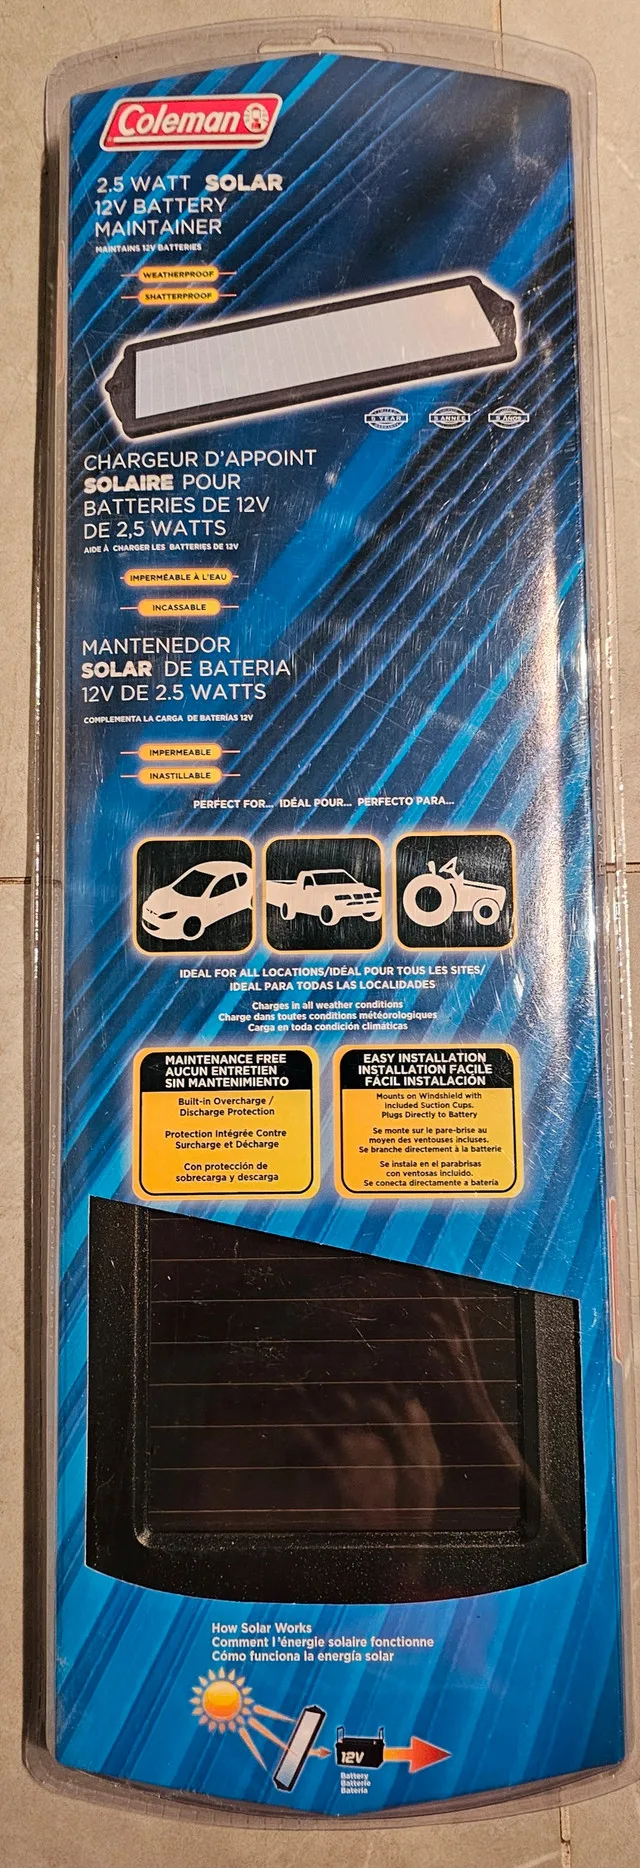 Coleman
2.5 WATT SOLAR
12V BATTERY
MAINTAINER
MAINTAINS 12V BATTERIES
WEATHERPROOF
SHATTERPROOF
5 YEAR
5 ANNÉE
5 AÑOS
CHARGEUR D'APPOINT
SOLAIRE POUR
BATTERIES DE 12V
DE 2,5 WATTS
AIDE À CHARGER LES BATTERIES DE 12V
IMPERMÉABLE À L'EAU
INCASSABLE
MANTENEDOR
SOLAR DE BATERIA
12V DE 2.5 WATTS
COMPLEMENTA LA CARGA DE BATERÍAS 12V
IMPERMEABLE
INASTILLABLE
PERFECT FOR... IDÉAL POUR... PERFECTO PARA...
IDEAL FOR ALL LOCATIONS/IDÉAL POUR TOUS LES SITES/
IDEAL PARA TODAS LAS LOCALIDADES
Charges in all weather conditions
Charge dans toutes conditions météorologiques
Carga en toda condición climáticas
MAINTENANCE FREE
AUCUN ENTRETIEN
SIN MANTENIMIENTO
Built-in Overcharge /
Discharge Protection
Protection Intégrée Contre
Surcharge et Décharge
Con protección de
sobrecarga y descarga
EASY INSTALLATION
INSTALLATION FACILE
FÁCIL INSTALACIÓN
Mounts on Windshield with
Included Suction Cups.
Plugs Directly to Battery
Se monte sur le pare-brise au
moyen des ventouses incluses.
Se branche directement à la batterie
Se instala en el parabrisas
con ventosas incluido.
Se conecta directamente a batería
How Solar Works
Comment l'énergie solaire fonctionne
Cómo funciona la energía solar
12V
Battery
Batterie
Batería